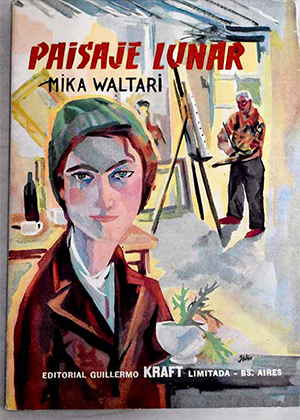 PAiSAJE LUNAR
MiKA WALTARi
EDITORIAL GUILLERMO KRAFT LIMITADA - BS. AIRES